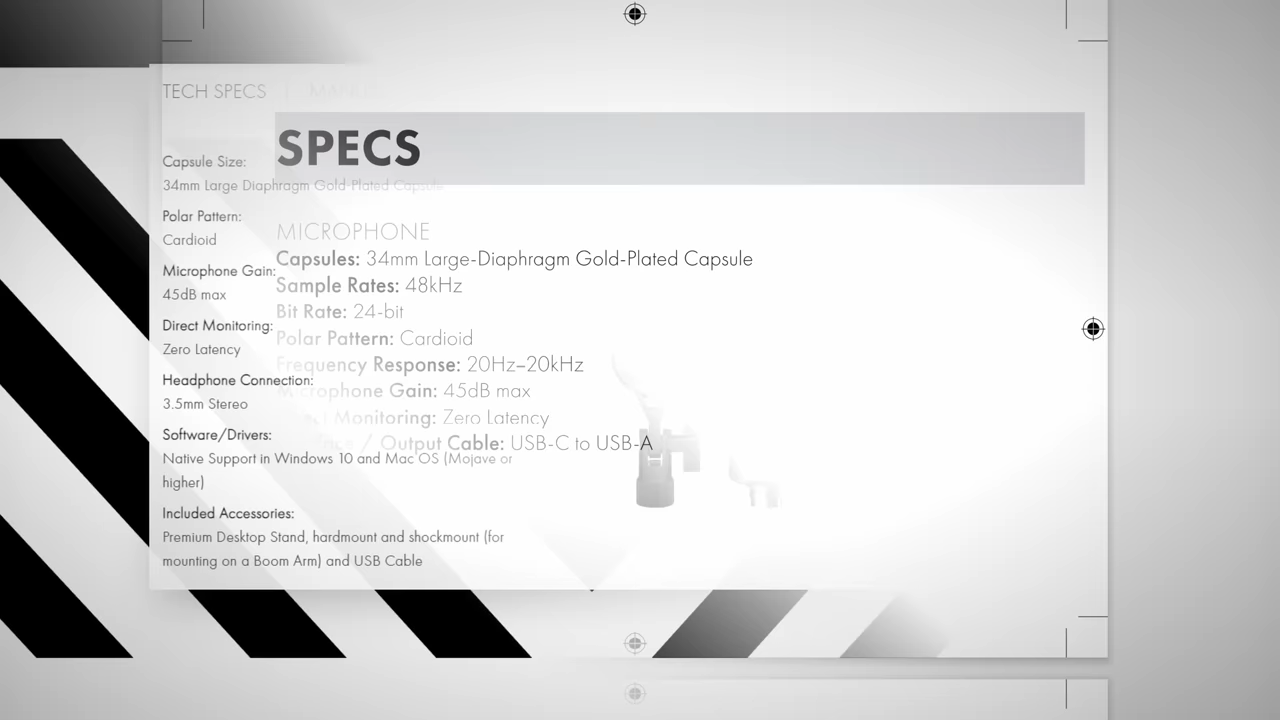 TECH SPECS | MANU
SPECS
Capsule Size:
34mm Large Diaphragm Gold-Plated Capsule
Polar Pattern:
Cardioid
Microphone Gain:
45dB max
Direct Monitoring:
Zero Latency
Headphone Connection:
3.5mm Stereo
Software/Drivers:
Native Support in Windows 10 and Mac OS (Mojave or
higher)
Included Accessories:
Premium Desktop Stand, hardmount and shockmount (for
mounting on a Boom Arm) and USB Cable
MICROPHONE
Capsules: 34mm Large-Diaphragm Gold-Plated Capsule
Sample Rates: 48kHz
Bit Rate: 24-bit
Polar Pattern: Cardioid
Frequency Response: 20Hz–20kHz
Microphone Gain: 45dB max
Direct Monitoring: Zero Latency
/ Output Cable: USB-C to USB-A